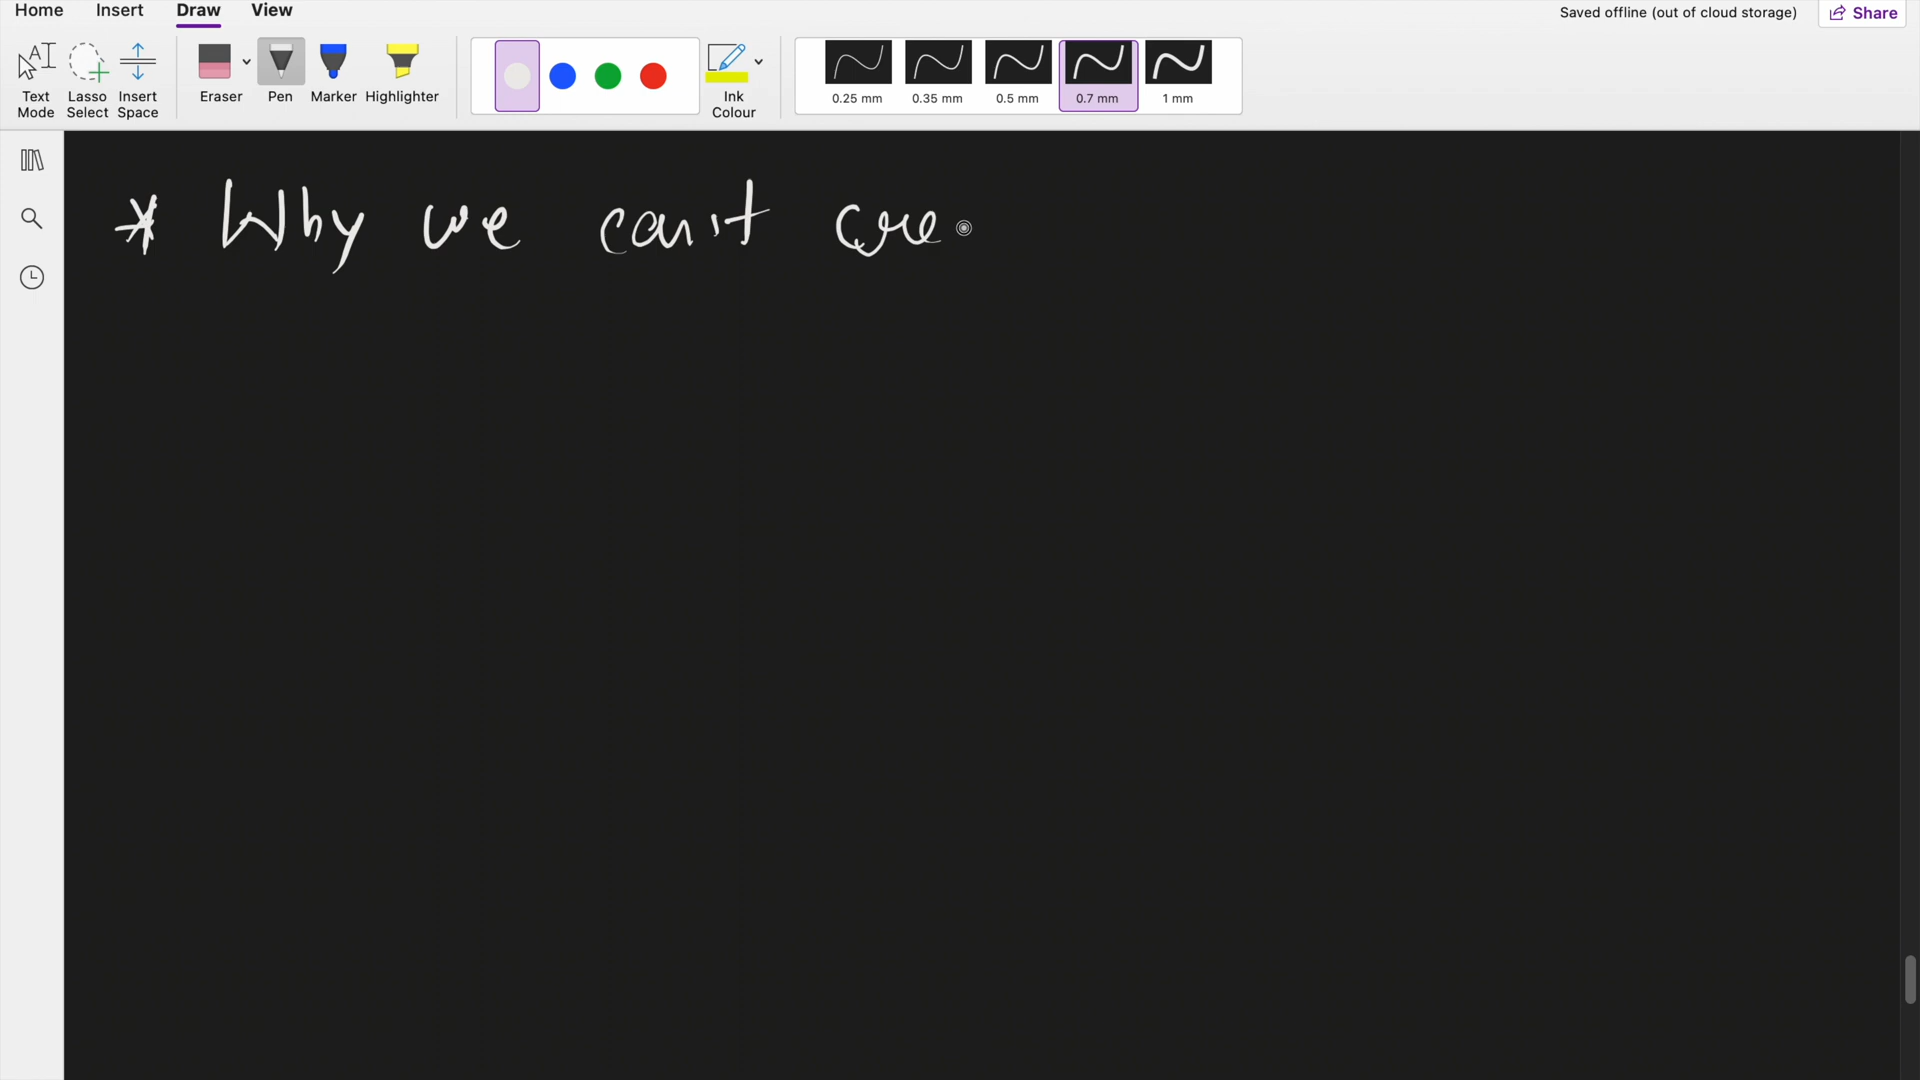 Home Insert Draw View Saved offline (out of cloud storage) Share
Text Mode Lasso Select Insert Space Eraser Pen Marker Highlighter Ink Colour 0.25 mm 0.35 mm 0.5 mm 0.7 mm 1 mm
* Why we can't cre